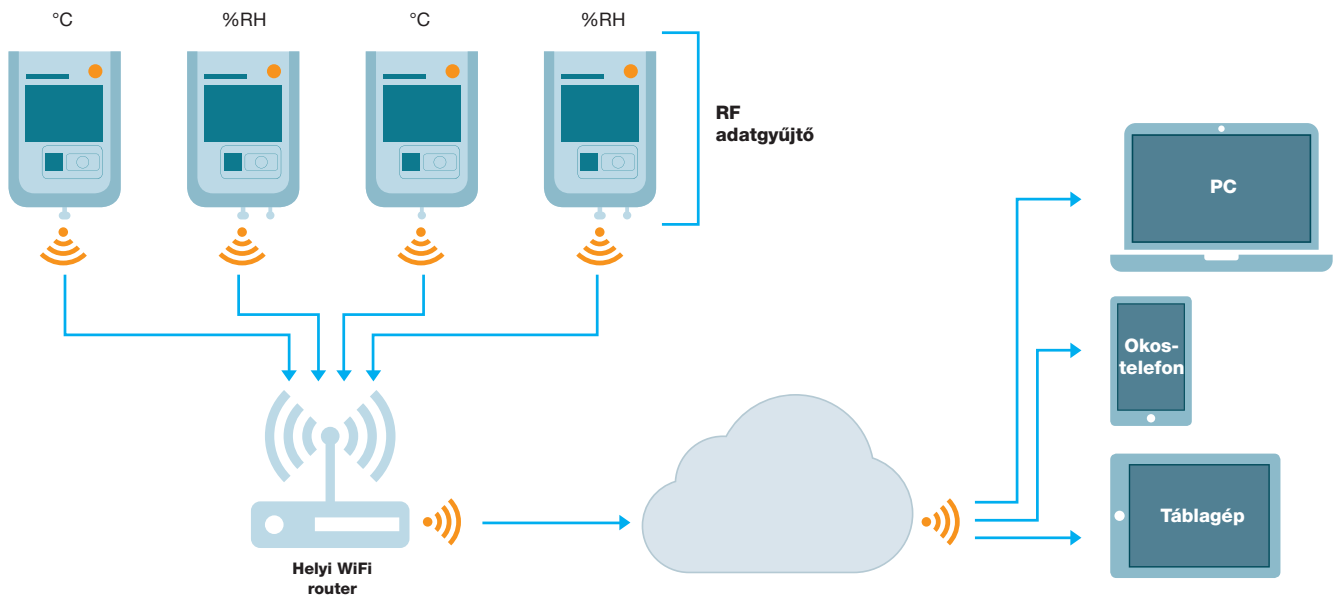 °C
%RH
°C
%RH
RF
adatgyűjtő
PC
Okos-
telefon
Táblagép
Helyi WiFi
router